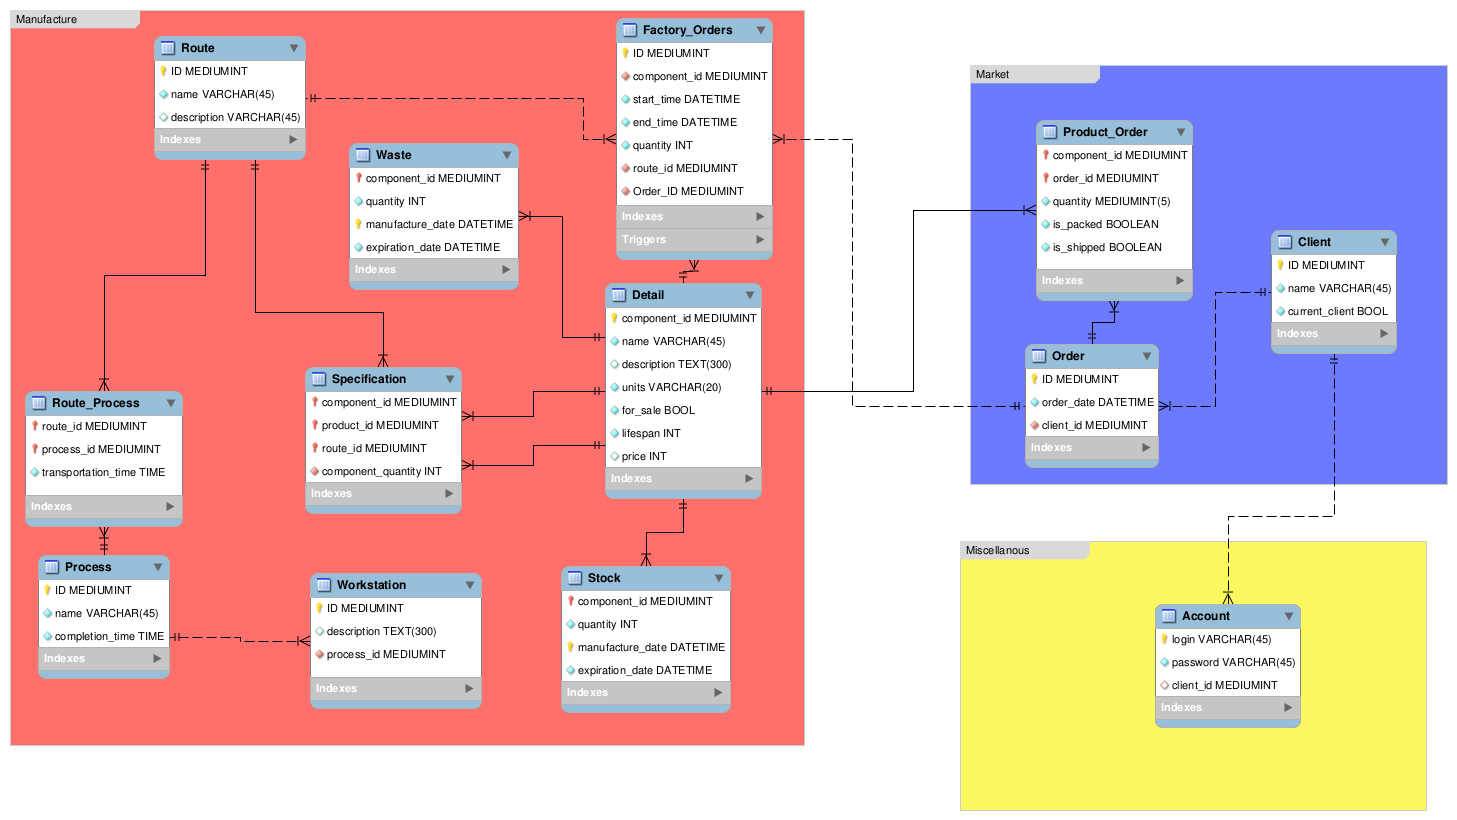 Manufacture
Route
ID MEDIUMINT
name VARCHAR(45)
description VARCHAR(45)
Indexes
Factory_Orders
ID MEDIUMINT
component_id MEDIUMINT
start_time DATETIME
end_time DATETIME
quantity INT
route_id MEDIUMINT
Order_ID MEDIUMINT
Indexes
Triggers
Waste
component_id MEDIUMINT
quantity INT
manufacture_date DATETIME
expiration_date DATETIME
Indexes
Detail
component_id MEDIUMINT
name VARCHAR(45)
description TEXT(300)
units VARCHAR(20)
for_sale BOOL
lifespan INT
price INT
Indexes
Specification
component_id MEDIUMINT
product_id MEDIUMINT
route_id MEDIUMINT
component_quantity INT
Indexes
Route_Process
route_id MEDIUMINT
process_id MEDIUMINT
transportation_time TIME
Indexes
Process
ID MEDIUMINT
name VARCHAR(45)
completion_time TIME
Indexes
Workstation
ID MEDIUMINT
description TEXT(300)
process_id MEDIUMINT
Indexes
Stock
component_id MEDIUMINT
quantity INT
manufacture_date DATETIME
expiration_date DATETIME
Indexes
Market
Product_Order
component_id MEDIUMINT
order_id MEDIUMINT
quantity MEDIUMINT(5)
is_packed BOOLEAN
is_shipped BOOLEAN
Indexes
Client
ID MEDIUMINT
name VARCHAR(45)
current_client BOOL
Indexes
Order
ID MEDIUMINT
order_date DATETIME
client_id MEDIUMINT
Indexes
Miscellanous
Account
login VARCHAR(45)
password VARCHAR(45)
client_id MEDIUMINT
Indexes